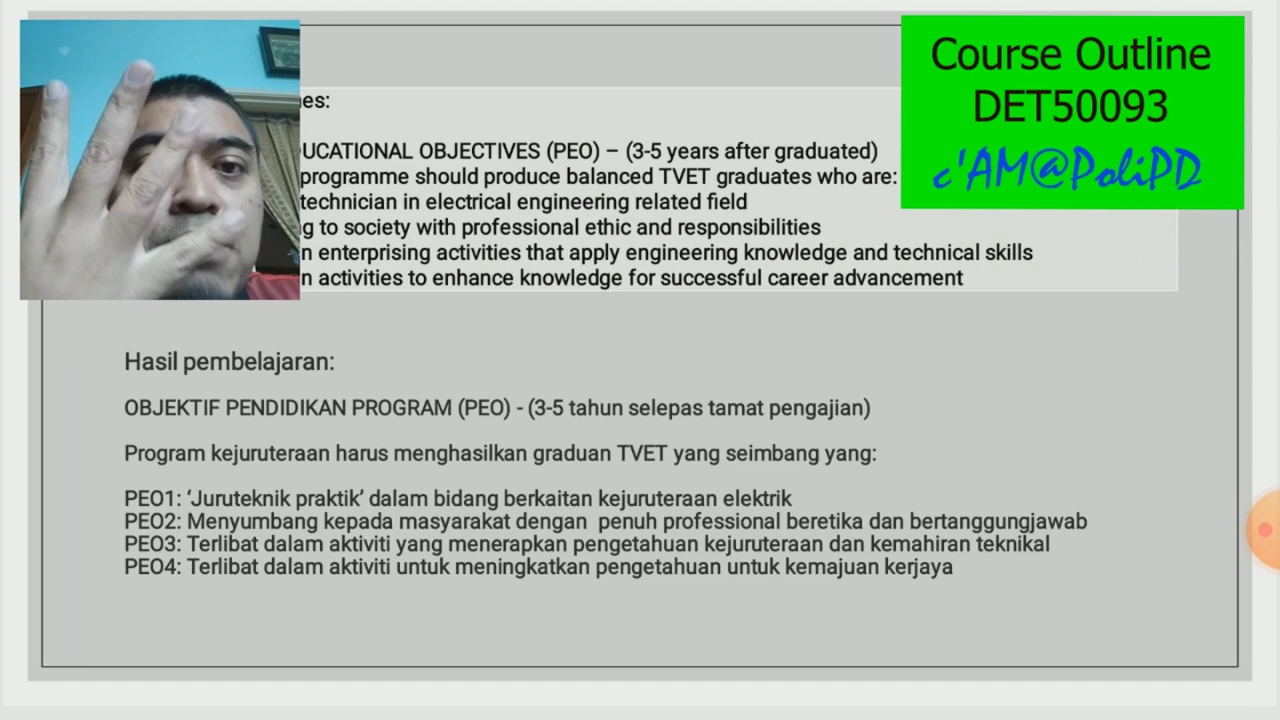 Course Outline
DET50093
c'AM@PoliPD
es:
UCATIONAL OBJECTIVES (PEO) – (3-5 years after graduated)
programme should produce balanced TVET graduates who are:
technician in electrical engineering related field
g to society with professional ethic and responsibilities
n enterprising activities that apply engineering knowledge and technical skills
n activities to enhance knowledge for successful career advancement
Hasil pembelajaran:
OBJEKTIF PENDIDIKAN PROGRAM (PEO) - (3-5 tahun selepas tamat pengajian)
Program kejuruteraan harus menghasilkan graduan TVET yang seimbang yang:
PEO1: ‘Juruteknik praktik’ dalam bidang berkaitan kejuruteraan elektrik
PEO2: Menyumbang kepada masyarakat dengan penuh professional beretika dan bertanggungjawab
PEO3: Terlibat dalam aktiviti yang menerapkan pengetahuan kejuruteraan dan kemahiran teknikal
PEO4: Terlibat dalam aktiviti untuk meningkatkan pengetahuan untuk kemajuan kerjaya